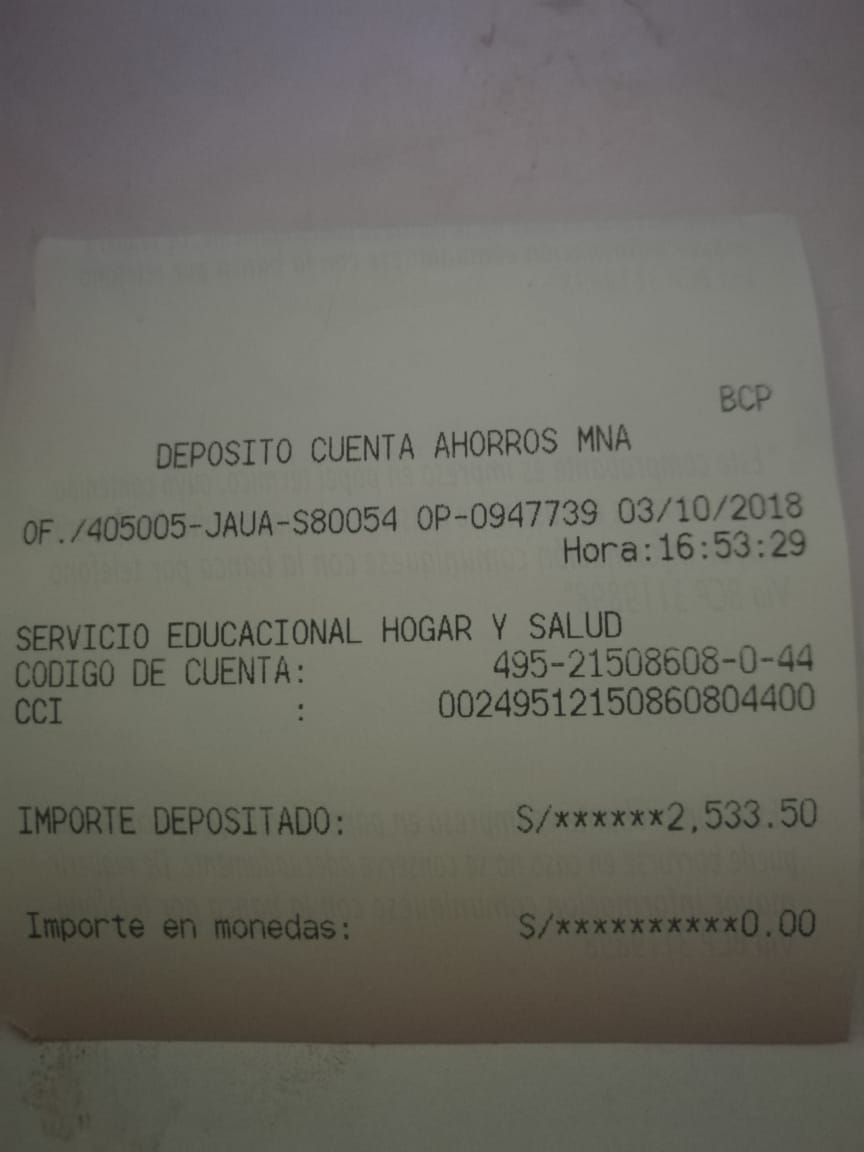 BCP
DEPOSITO CUENTA AHORROS MNA
OF./405005-JAUA-S80054 OP-0947739 03/10/2018
Hora:16:53:29
SERVICIO EDUCACIONAL HOGAR Y SALUD
CODIGO DE CUENTA: 495-21508608-0-44
CCI : 00249512150860804400
IMPORTE DEPOSITADO: S/******2,533.50
Importe en monedas: S/**********0.00